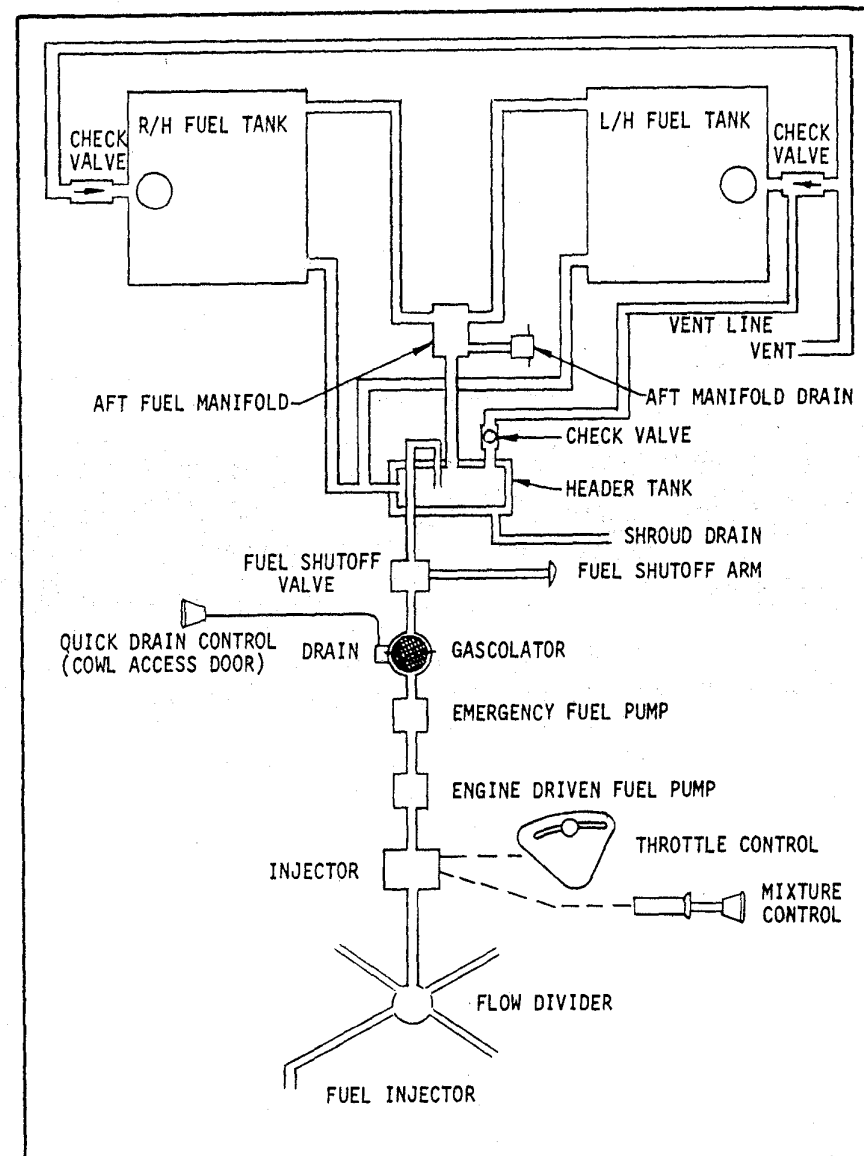 R/H FUEL TANK
L/H FUEL TANK
CHECK
VALVE
CHECK
VALVE
VENT LINE
VENT
AFT FUEL MANIFOLD
AFT MANIFOLD DRAIN
CHECK VALVE
HEADER TANK
SHROUD DRAIN
FUEL SHUTOFF
VALVE
FUEL SHUTOFF ARM
QUICK DRAIN CONTROL
(COWL ACCESS DOOR)
DRAIN
GASCOLATOR
EMERGENCY FUEL PUMP
ENGINE DRIVEN FUEL PUMP
INJECTOR
THROTTLE CONTROL
MIXTURE
CONTROL
FLOW DIVIDER
FUEL INJECTOR